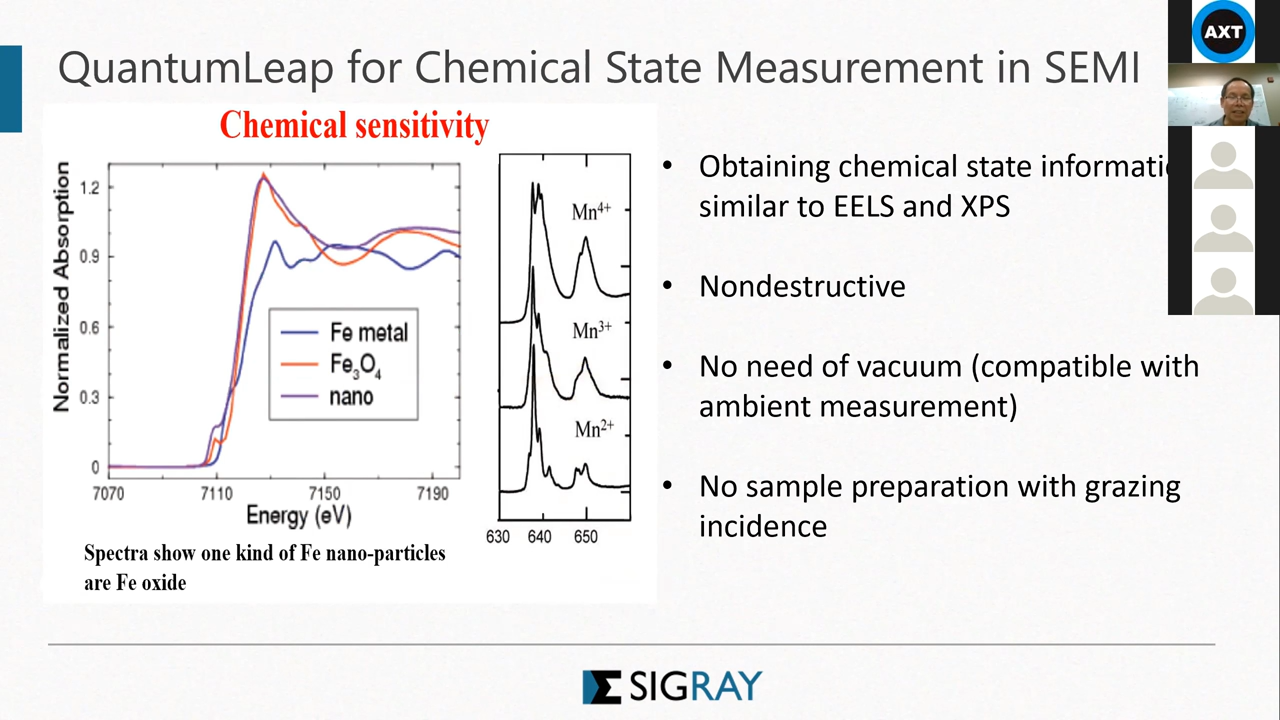 QuantumLeap for Chemical State Measurement in SEMI
AXT
Chemical sensitivity
Normalized Absorption
1.2
0.9
0.6
0.3
0
7070
7110
7150
7190
Energy (eV)
Fe metal
Fe₃O₄
nano
Mn⁴⁺
Mn³⁺
Mn²⁺
630
640
650
Spectra show one kind of Fe nano-particles
are Fe oxide
• Obtaining chemical state informati
similar to EELS and XPS
• Nondestructive
• No need of vacuum (compatible with
ambient measurement)
• No sample preparation with grazing
incidence
SIGRAY